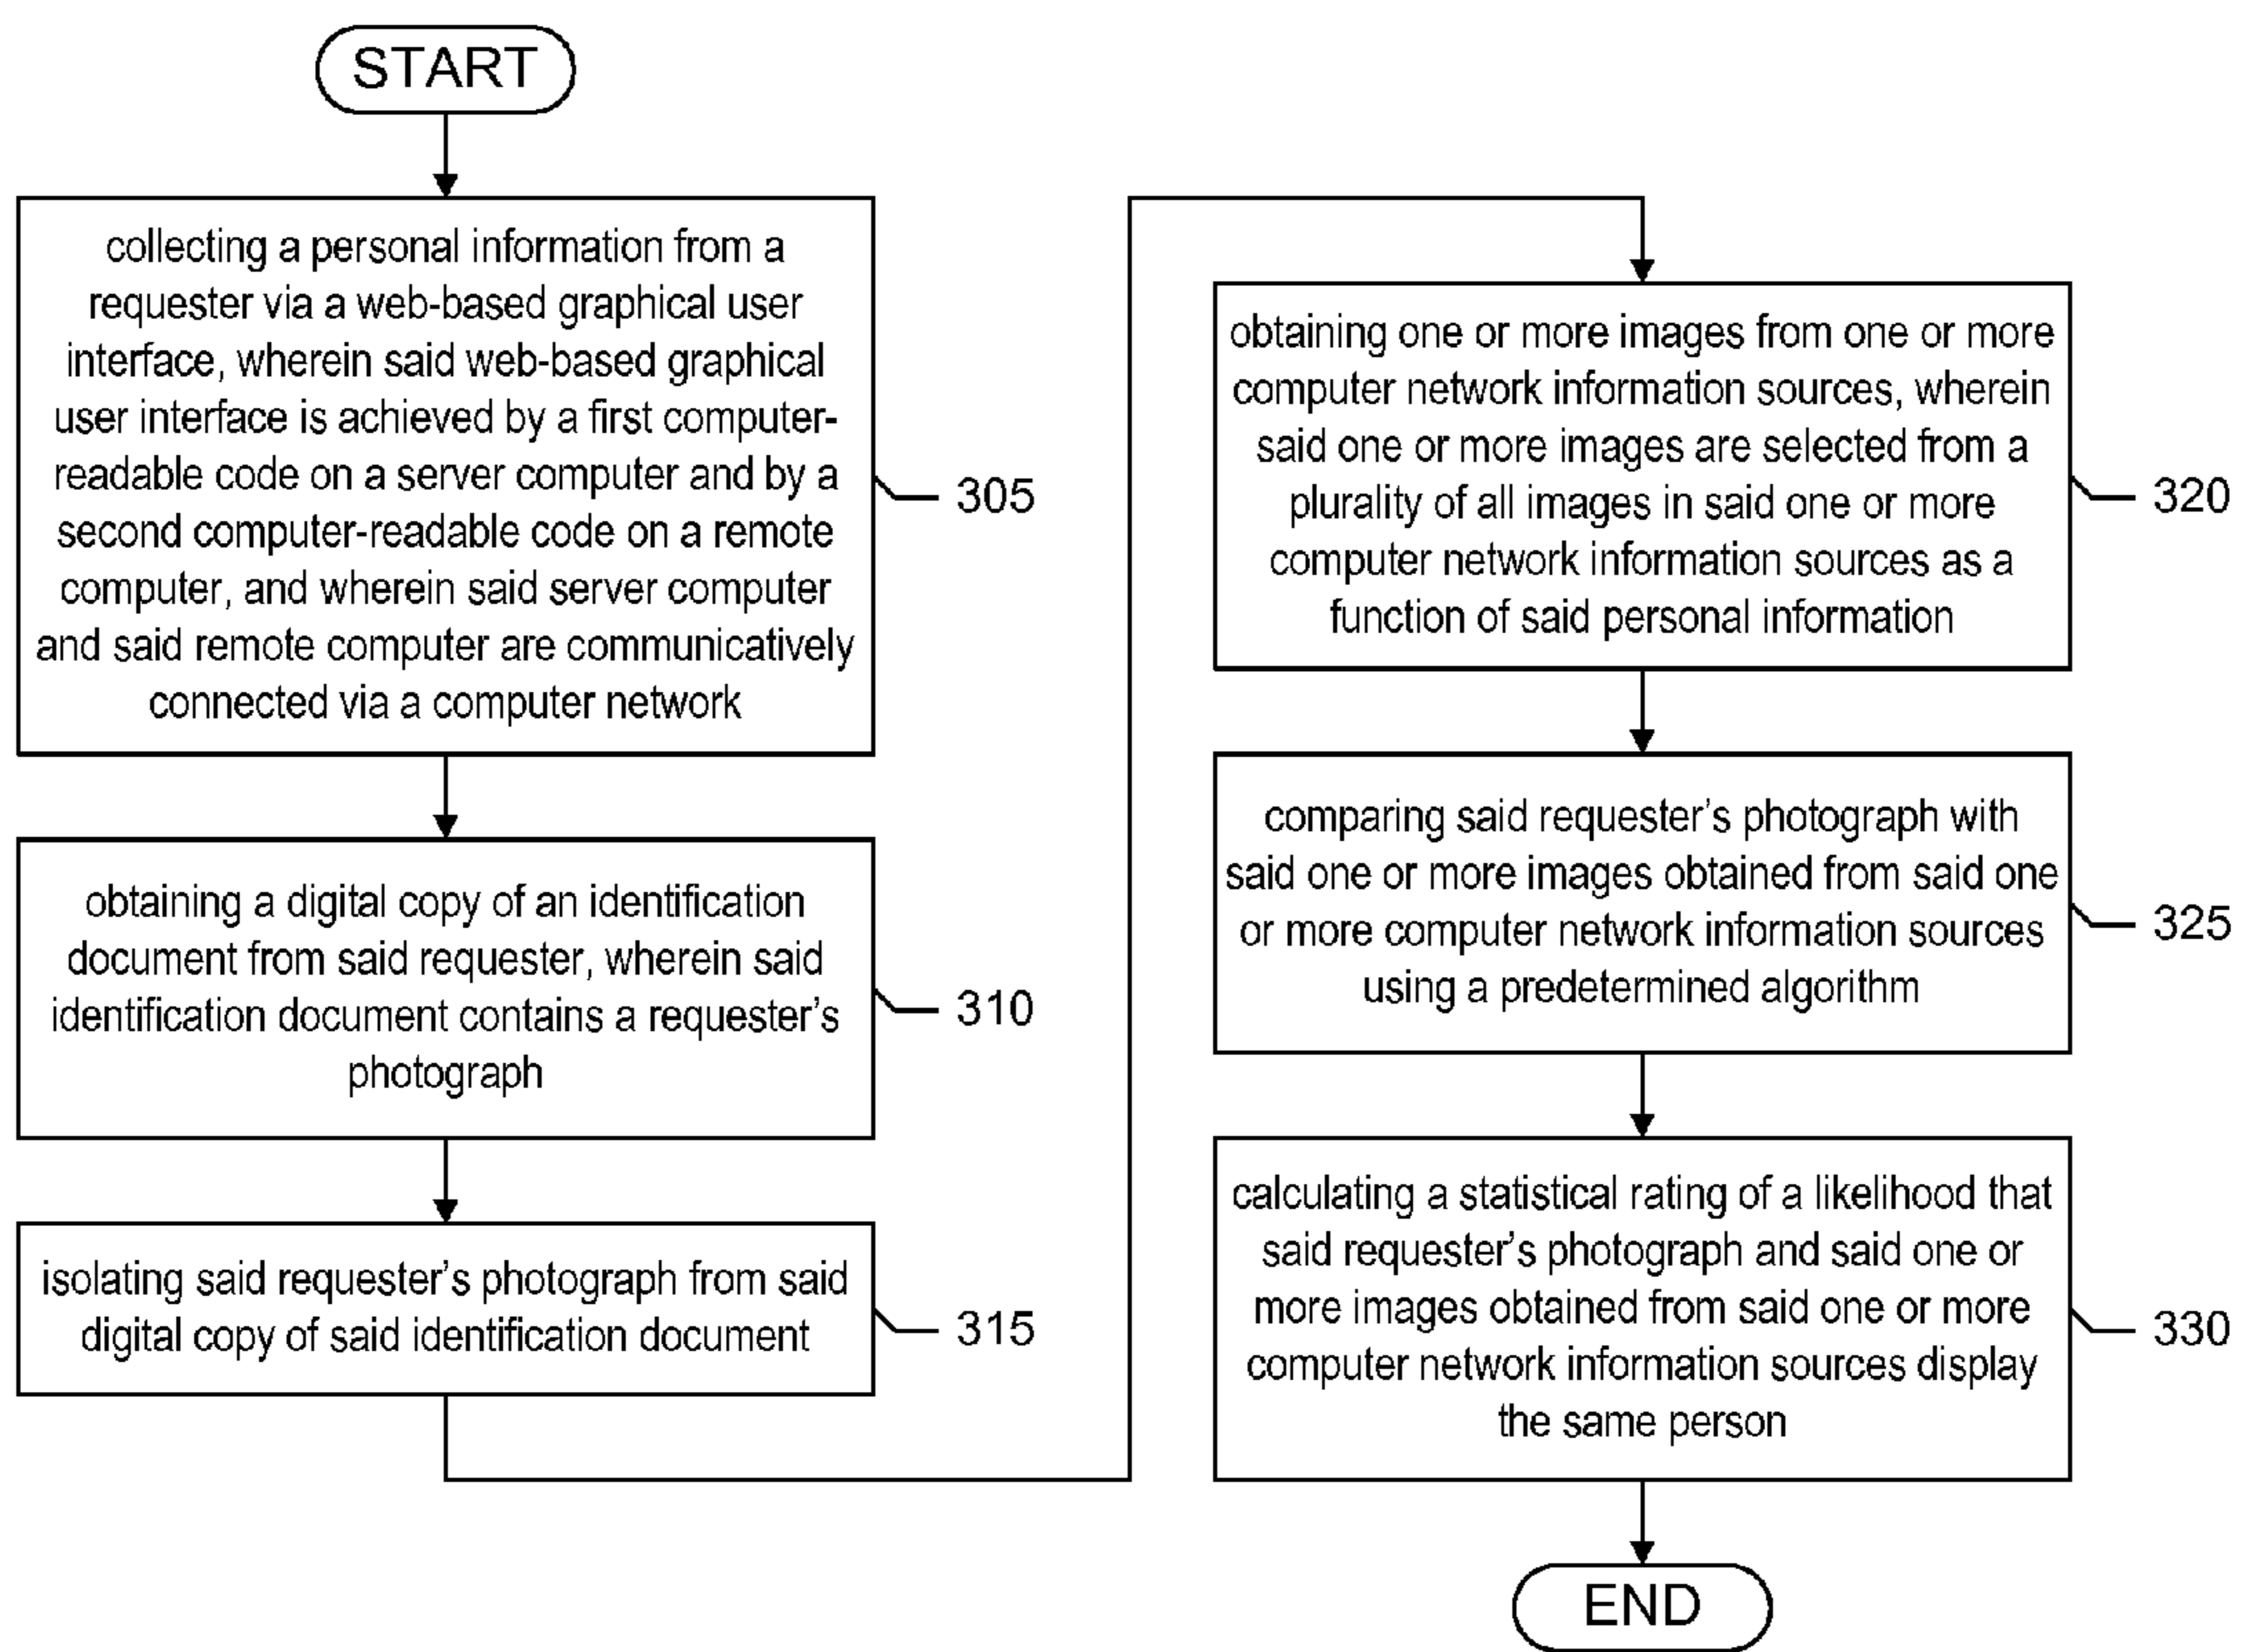 START
collecting a personal information from a
requester via a web-based graphical user
interface, wherein said web-based graphical
user interface is achieved by a first computer-
readable code on a server computer and by a
second computer-readable code on a remote
computer, and wherein said server computer
and said remote computer are communicatively
connected via a computer network
305
obtaining a digital copy of an identification
document from said requester, wherein said
identification document contains a requester's
photograph
310
isolating said requester's photograph from said
digital copy of said identification document
315
obtaining one or more images from one or more
computer network information sources, wherein
said one or more images are selected from a
plurality of all images in said one or more
computer network information sources as a
function of said personal information
320
comparing said requester's photograph with
said one or more images obtained from said one
or more computer network information sources
using a predetermined algorithm
325
calculating a statistical rating of a likelihood that
said requester's photograph and said one or
more images obtained from said one or more
computer network information sources display
the same person
330
END